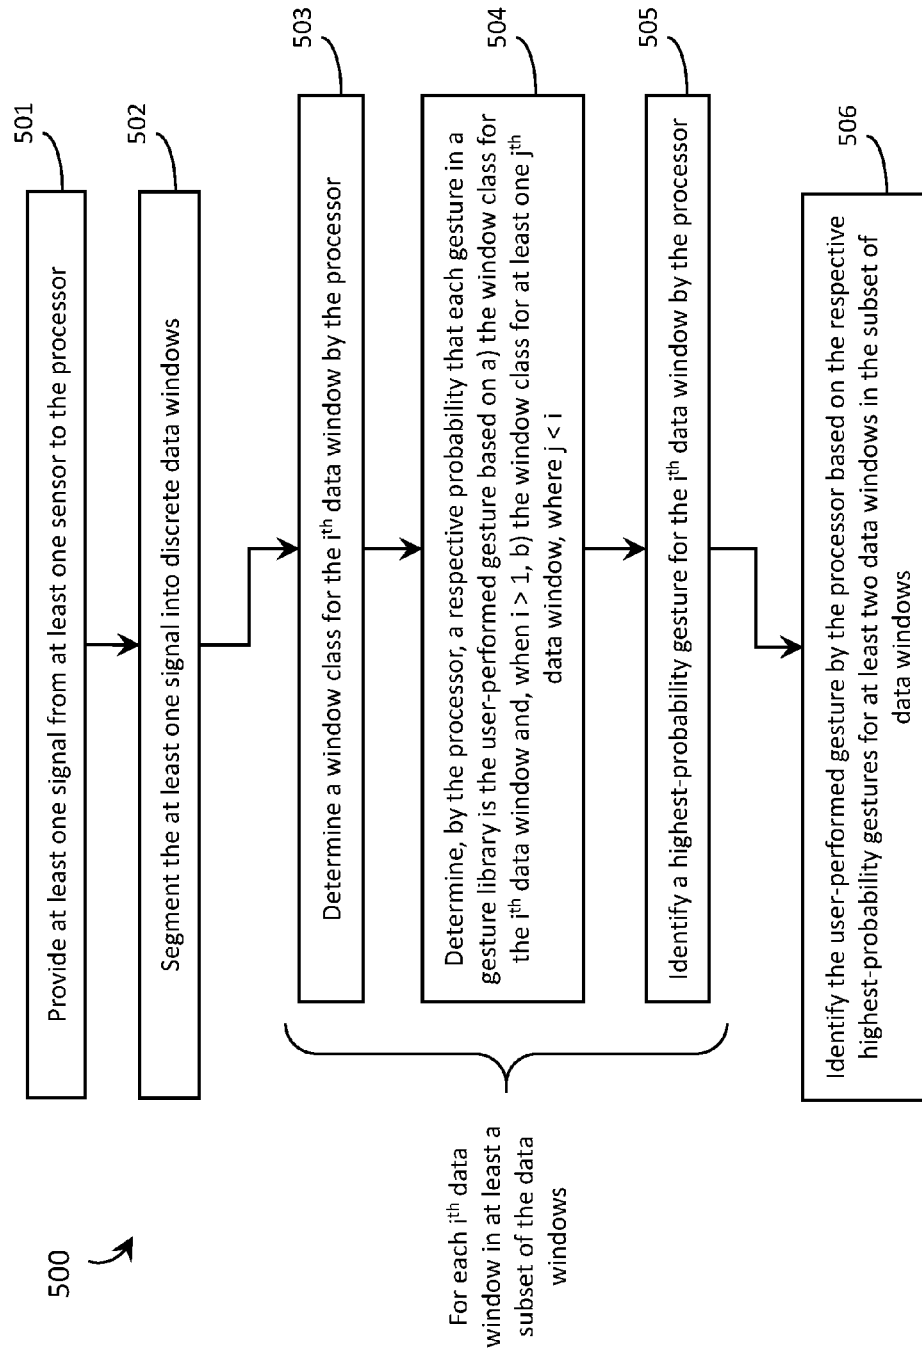 500
501
Provide at least one signal from at least one sensor to the processor
502
Segment the at least one signal into discrete data windows
For each iᵗʰ data
window in at least a
subset of the data
windows
503
Determine a window class for the iᵗʰ data window by the processor
504
Determine, by the processor, a respective probability that each gesture in a
gesture library is the user-performed gesture based on a) the window class for
the iᵗʰ data window and, when i > 1, b) the window class for at least one jᵗʰ
data window, where j < i
505
Identify a highest-probability gesture for the iᵗʰ data window by the processor
506
Identify the user-performed gesture by the processor based on the respective
highest-probability gestures for at least two data windows in the subset of
data windows